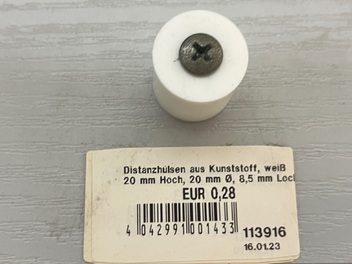 Distanzhülsen aus Kunststoff, weiß
20 mm Hoch, 20 mm Ø, 8,5 mm Loch
EUR 0,28
4 042991 001433
113916
16.01.23